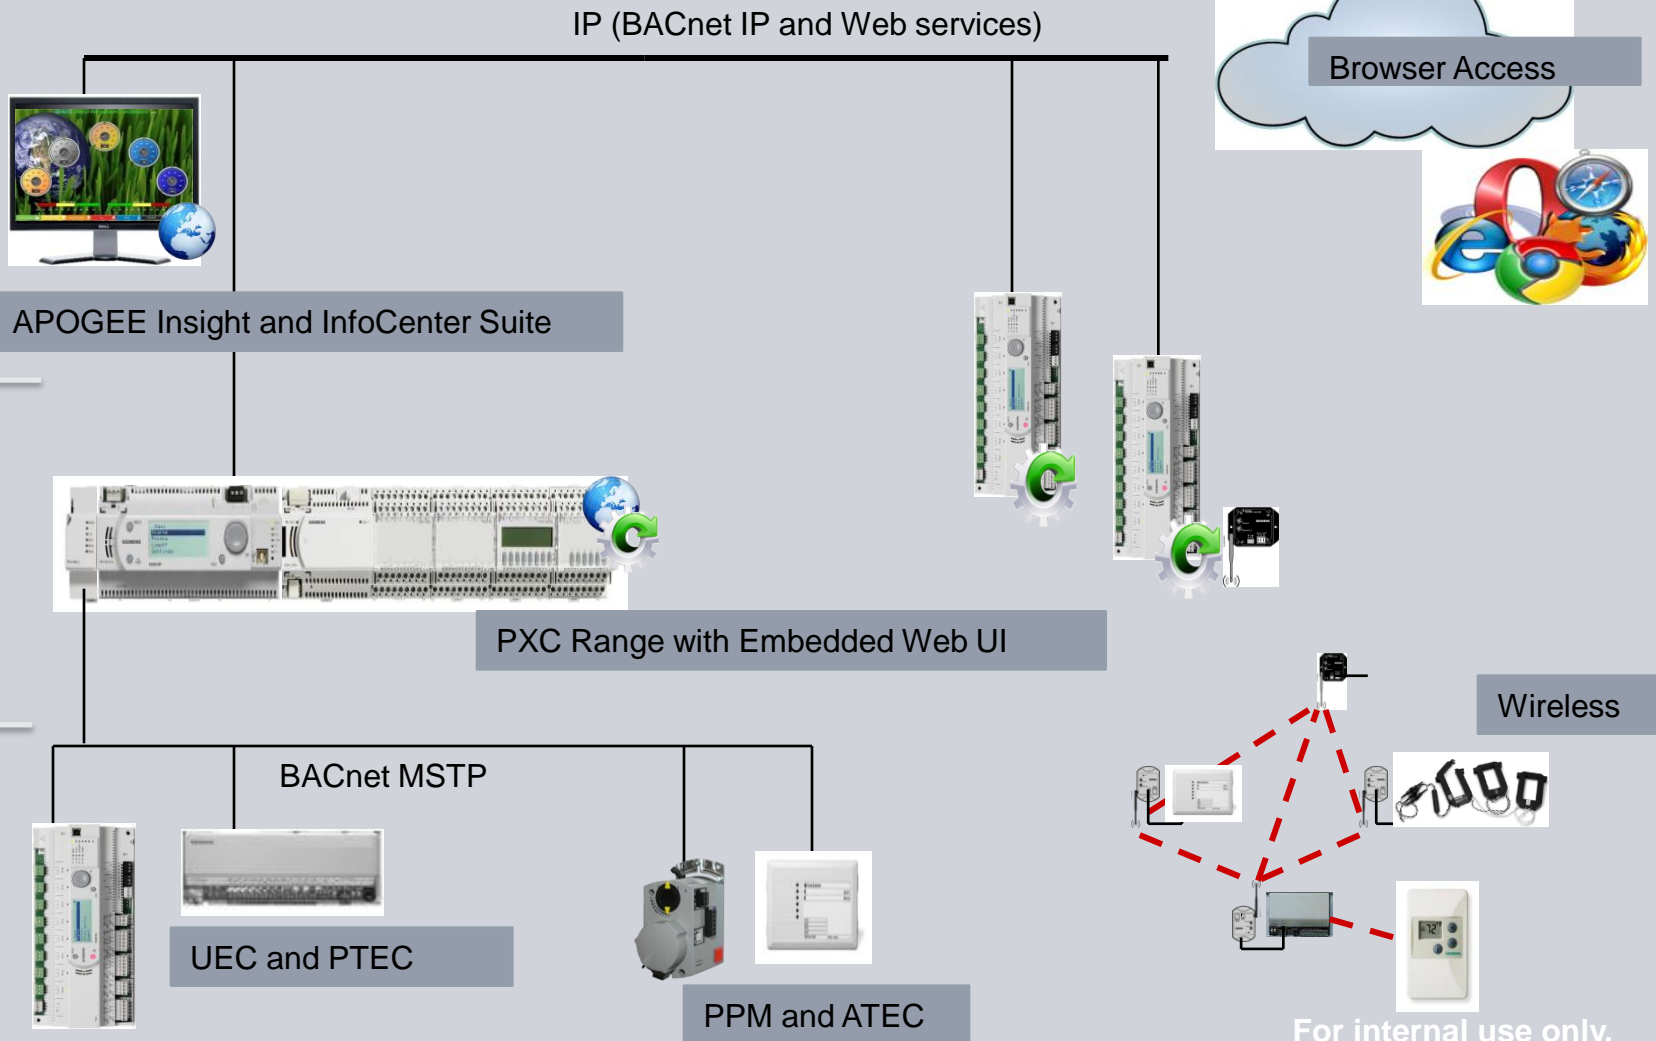 IP (BACnet IP and Web services)
Browser Access
APOGEE Insight and InfoCenter Suite
PXC Range with Embedded Web UI
Wireless
BACnet MSTP
UEC and PTEC
PPM and ATEC
72°
For internal use only.